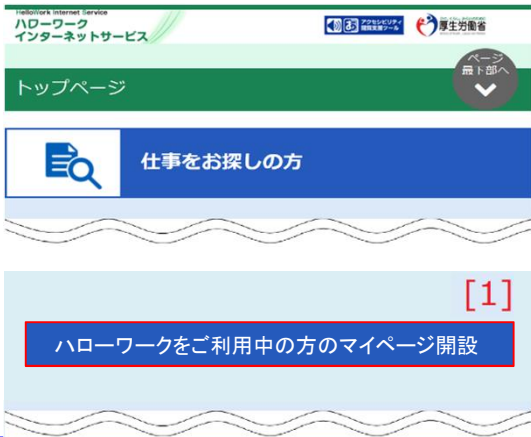 HelloWork Internet Service
ハローワーク
インターネットサービス
アクセシビリティ
閲覧支援ツール
厚生労働省
ページ
最下部へ
トップページ
仕事をお探しの方
[1]
ハローワークをご利用中の方のマイページ開設